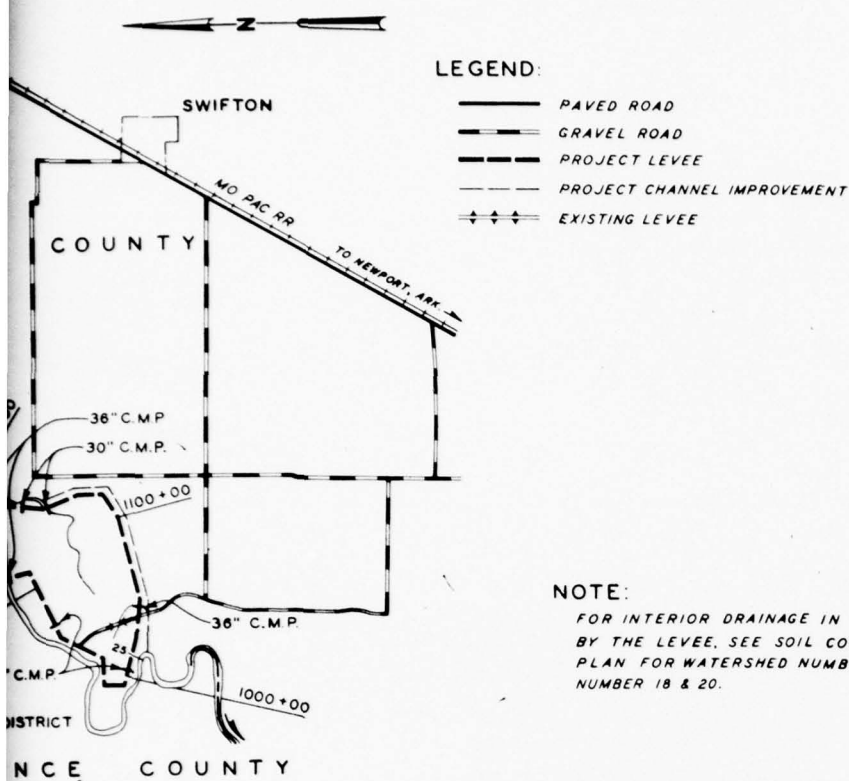 N
LEGEND:
PAVED ROAD
GRAVEL ROAD
PROJECT LEVEE
PROJECT CHANNEL IMPROVEMENT
EXISTING LEVEE
SWIFTON
MO PAC RR
COUNTY
TO NEWPORT, ARK.
36" C.M.P.
30" C.M.P.
1100+00
36" C.M.P.
25
" C.M.P.
1000+00
DISTRICT
NCE COUNTY
NOTE:
FOR INTERIOR DRAINAGE IN
BY THE LEVEE, SEE SOIL CO
PLAN FOR WATERSHED NUMB
NUMBER 18 & 20.